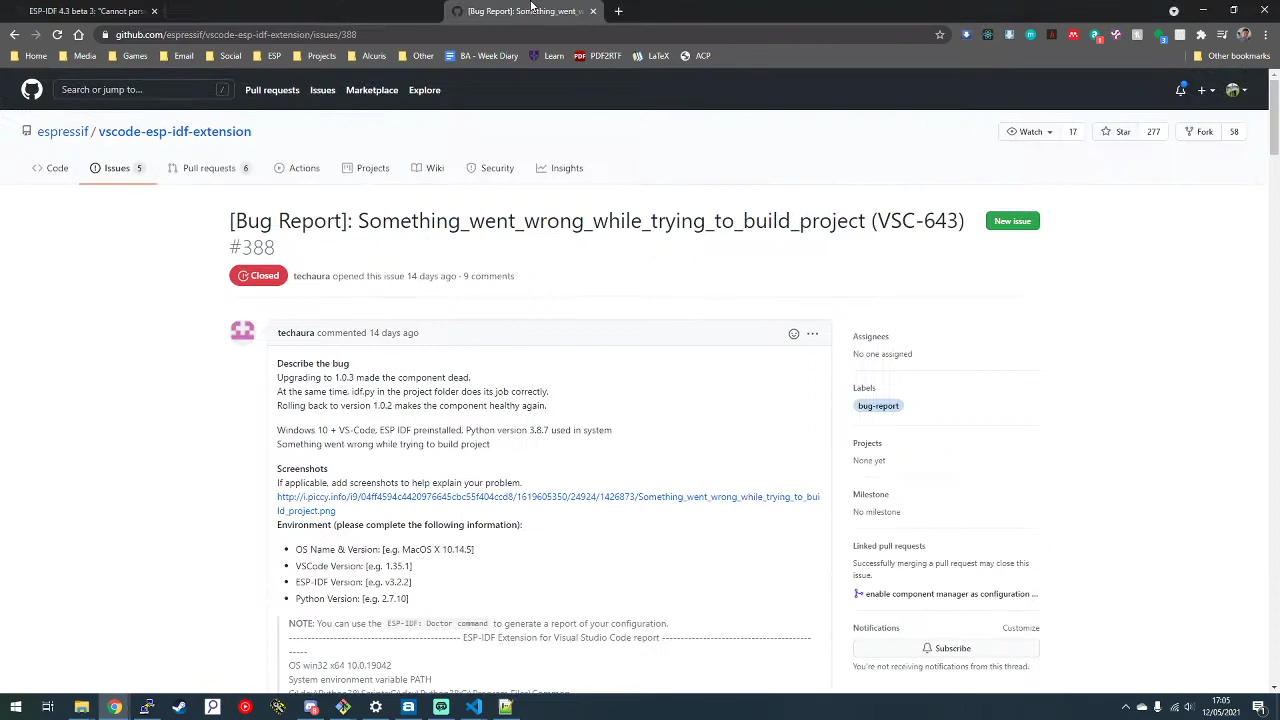 ESP-IDF 4.3 beta 3: "Cannot pars
[Bug Report]: Something_went_w
github.com/espressif/vscode-esp-idf-extension/issues/388
Home Media Games Email Social ESP Projects Alcuris Other BA - Week Diary Learn PDF2RTF LaTeX ACP Other bookmarks
Search or jump to... / Pull requests Issues Marketplace Explore
espressif / vscode-esp-idf-extension
Watch 17 Star 277 Fork 58
Code Issues 5 Pull requests 6 Actions Projects Wiki Security Insights
[Bug Report]: Something_went_wrong_while_trying_to_build_project (VSC-643)
#388
New issue
Closed techaura opened this issue 14 days ago · 9 comments
techaura commented 14 days ago
Describe the bug
Upgrading to 1.0.3 made the component dead.
At the same time, idf.py in the project folder does its job correctly.
Rolling back to version 1.0.2 makes the component healthy again.
Windows 10 + VS-Code, ESP IDF preinstalled, Python version 3.8.7 used in system
Something went wrong while trying to build project
Screenshots
If applicable, add screenshots to help explain your problem.
http://i.piccy.info/i9/04ff4594c4420976645cbc55f404ccd8/1619605350/24924/1426873/Something_went_wrong_while_trying_to_bui
ld_project.png
Environment (please complete the following information):
• OS Name & Version: [e.g. MacOS X 10.14.5]
• VSCode Version: [e.g. 1.35.1]
• ESP-IDF Version: [e.g. v3.2.2]
• Python Version: [e.g. 2.7.10]
NOTE: You can use the ESP-IDF: Doctor command to generate a report of your configuration.
---------------------------------------------- ESP-IDF Extension for Visual Studio Code report ----------------------------------------
-----
OS win32 x64 10.0.19042
System environment variable PATH
Assignees
No one assigned
Labels
bug-report
Projects
None yet
Milestone
No milestone
Linked pull requests
Successfully merging a pull request may close this
issue.
enable component manager as configuration ...
Notifications Customize
Subscribe
You're not receiving notifications from this thread.
17:05
12/05/2021